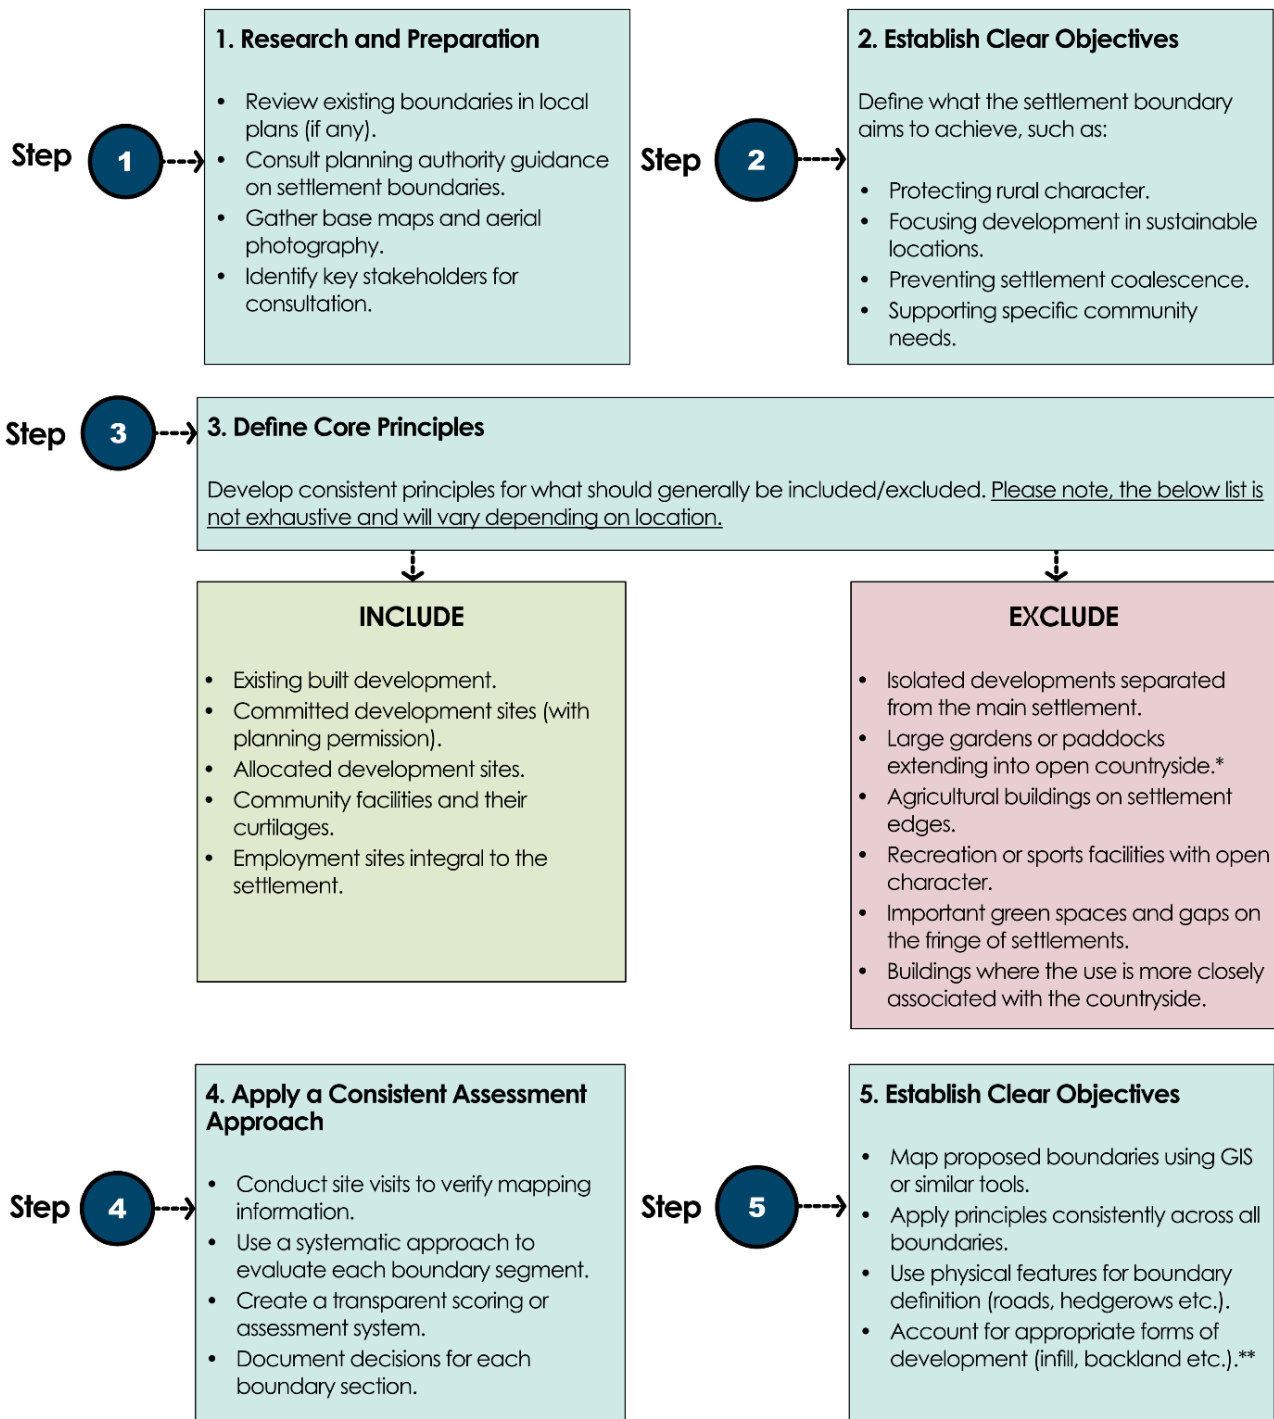 Step
1
1. Research and Preparation
• Review existing boundaries in local
plans (if any).
• Consult planning authority guidance
on settlement boundaries.
• Gather base maps and aerial
photography.
• Identify key stakeholders for
consultation.
Step
2
2. Establish Clear Objectives
Define what the settlement boundary
aims to achieve, such as:
• Protecting rural character.
• Focusing development in sustainable
locations.
• Preventing settlement coalescence.
• Supporting specific community
needs.
Step
3
3. Define Core Principles
Develop consistent principles for what should generally be included/excluded. Please note, the below list is
not exhaustive and will vary depending on location.
INCLUDE
• Existing built development.
• Committed development sites (with
planning permission).
• Allocated development sites.
• Community facilities and their
curtilages.
• Employment sites integral to the
settlement.
EXCLUDE
• Isolated developments separated
from the main settlement.
• Large gardens or paddocks
extending into open countryside.*
• Agricultural buildings on settlement
edges.
• Recreation or sports facilities with open
character.
• Important green spaces and gaps on
the fringe of settlements.
• Buildings where the use is more closely
associated with the countryside.
Step
4
4. Apply a Consistent Assessment
Approach
• Conduct site visits to verify mapping
information.
• Use a systematic approach to
evaluate each boundary segment.
• Create a transparent scoring or
assessment system.
• Document decisions for each
boundary section.
Step
5
5. Establish Clear Objectives
• Map proposed boundaries using GIS
or similar tools.
• Apply principles consistently across all
boundaries.
• Use physical features for boundary
definition (roads, hedgerows etc.).
• Account for appropriate forms of
development (infill, backland etc.).**